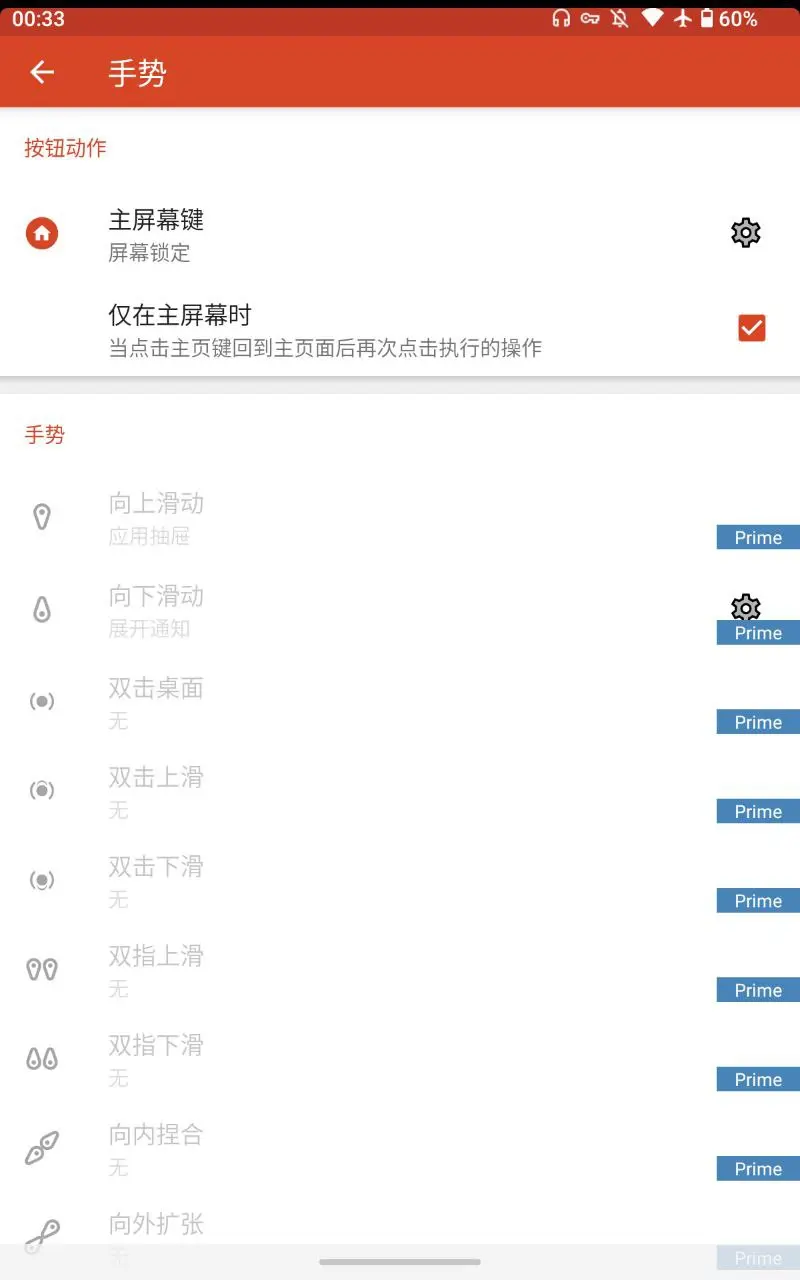 00:33
60%
手势
按钮动作
主屏幕键
屏幕锁定
仅在主屏幕时
当点击主页键回到主页面后再次点击执行的操作
手势
向上滑动
应用抽屉
Prime
向下滑动
展开通知
Prime
双击桌面
无
Prime
双击上滑
无
Prime
双击下滑
无
Prime
双指上滑
无
Prime
双指下滑
无
Prime
向内捏合
无
Prime
向外扩张
无
Prime